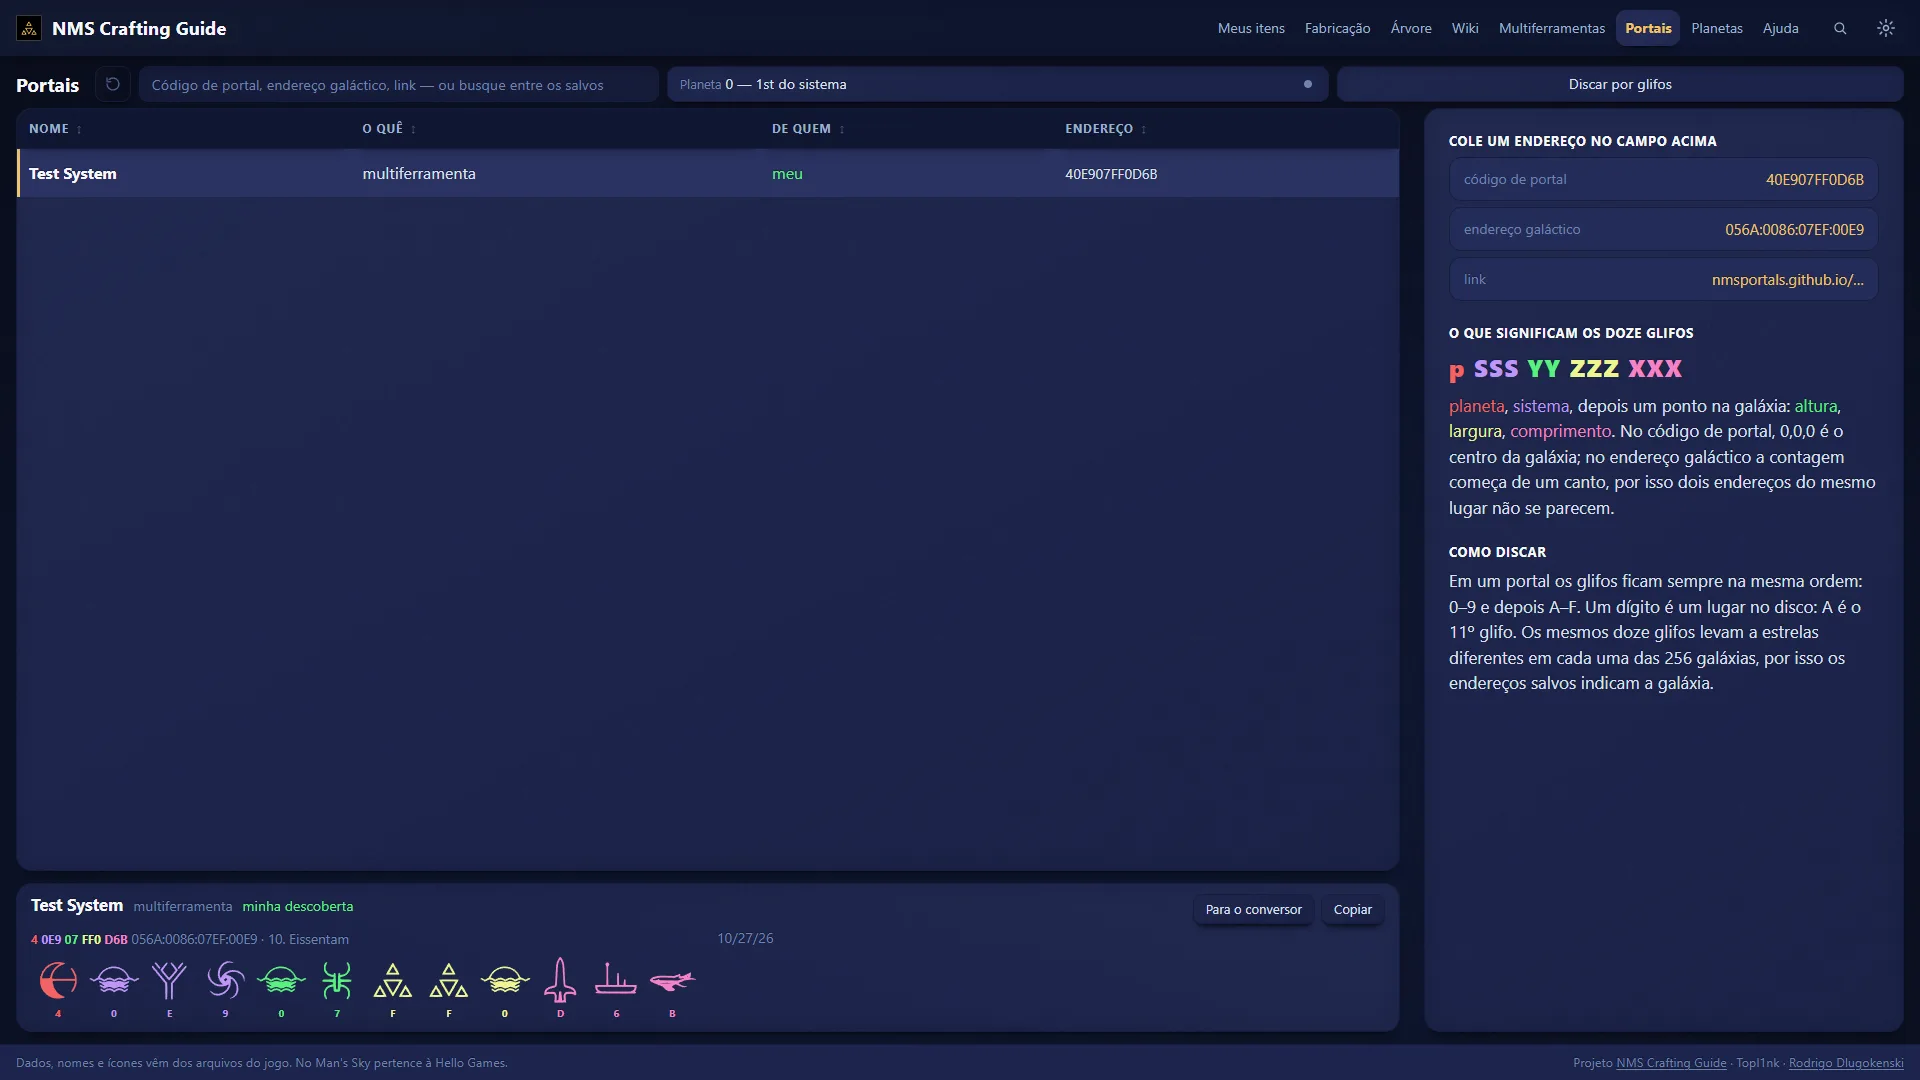 NMS Crafting Guide
Meus itens Fabricação Árvore Wiki Multiferramentas Portais Planetas Ajuda
Portais
Código de portal, endereço galáctico, link — ou busque entre os salvos
Planeta 0 — 1st do sistema
Discar por glifos
NOME O QUÊ DE QUEM ENDEREÇO
Test System multiferramenta meu 40E907FF0D6B
COLE UM ENDEREÇO NO CAMPO ACIMA
código de portal 40E907FF0D6B
endereço galáctico 056A:0086:07EF:00E9
link nmsportals.github.io/...
O QUE SIGNIFICAM OS DOZE GLIFOS
p SSS YY ZZZ XXX
planeta, sistema, depois um ponto na galáxia: altura,
largura, comprimento. No código de portal, 0,0,0 é o
centro da galáxia; no endereço galáctico a contagem
começa de um canto, por isso dois endereços do mesmo
lugar não se parecem.
COMO DISCAR
Em um portal os glifos ficam sempre na mesma ordem:
0–9 e depois A–F. Um dígito é um lugar no disco: A é o
11º glifo. Os mesmos doze glifos levam a estrelas
diferentes em cada uma das 256 galáxias, por isso os
endereços salvos indicam a galáxia.
Test System multiferramenta minha descoberta
Para o conversor Copiar
4 0E9 07 FF0 D6B 056A:0086:07EF:00E9 · 10. Eissentam
10/27/26
4 0 E 9 0 7 F F 0 D 6 B
Dados, nomes e ícones vêm dos arquivos do jogo. No Man's Sky pertence à Hello Games.
Projeto NMS Crafting Guide · Topl1nk · Rodrigo Dlugokenski